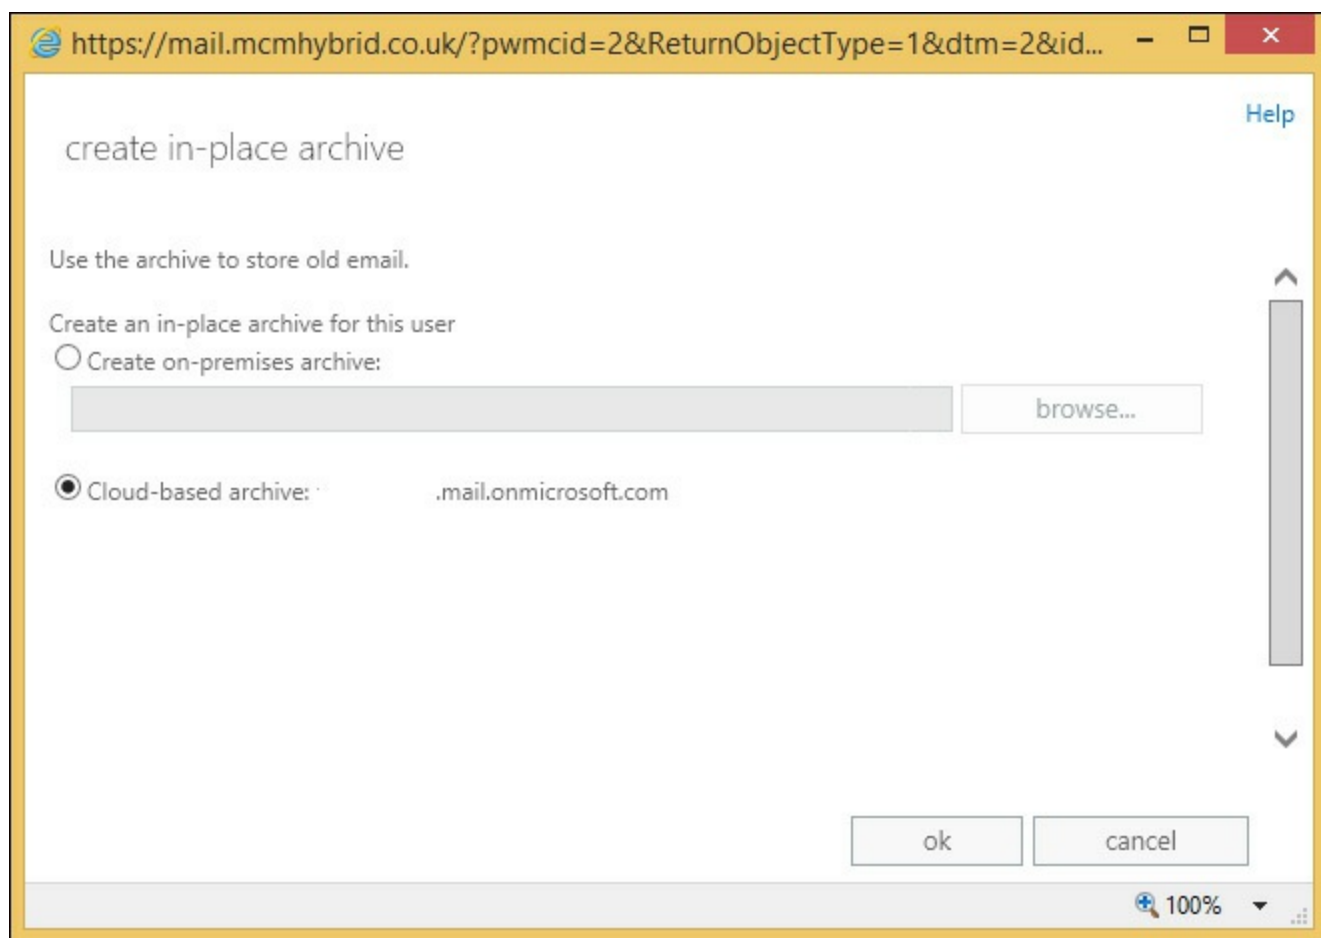 https://mail.mcmhybrid.co.uk/?pwmcid=2&ReturnObjectType=1&dtm=2&id...
Help
create in-place archive
Use the archive to store old email.
Create an in-place archive for this user
Create on-premises archive:
browse...
Cloud-based archive: .mail.onmicrosoft.com
ok cancel
100%